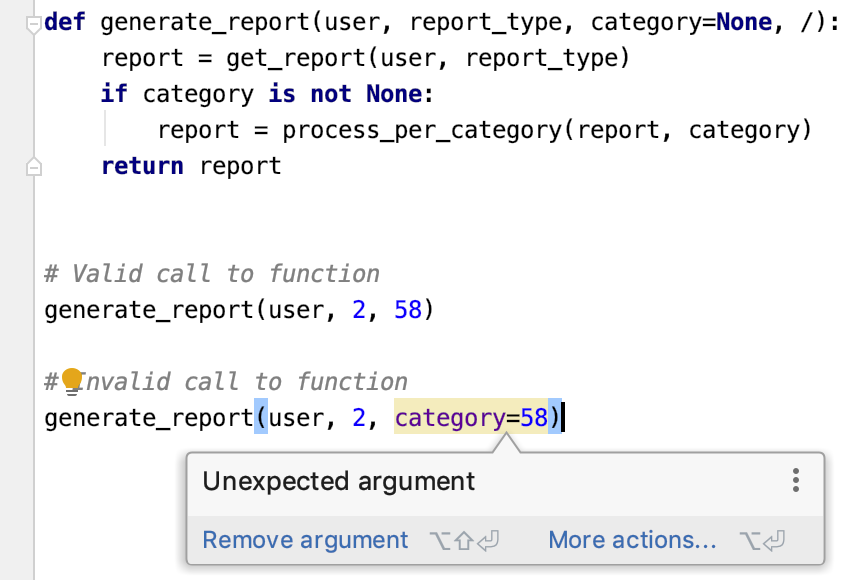 def generate_report(user, report_type, category=None, /):
    report = get_report(user, report_type)
    if category is not None:
        report = process_per_category(report, category)
    return report
# Valid call to function
generate_report(user, 2, 58)
# Invalid call to function
generate_report(user, 2, category=58)
Unexpected argument
Remove argument ⌥⇧⏎ More actions... ⌥⏎